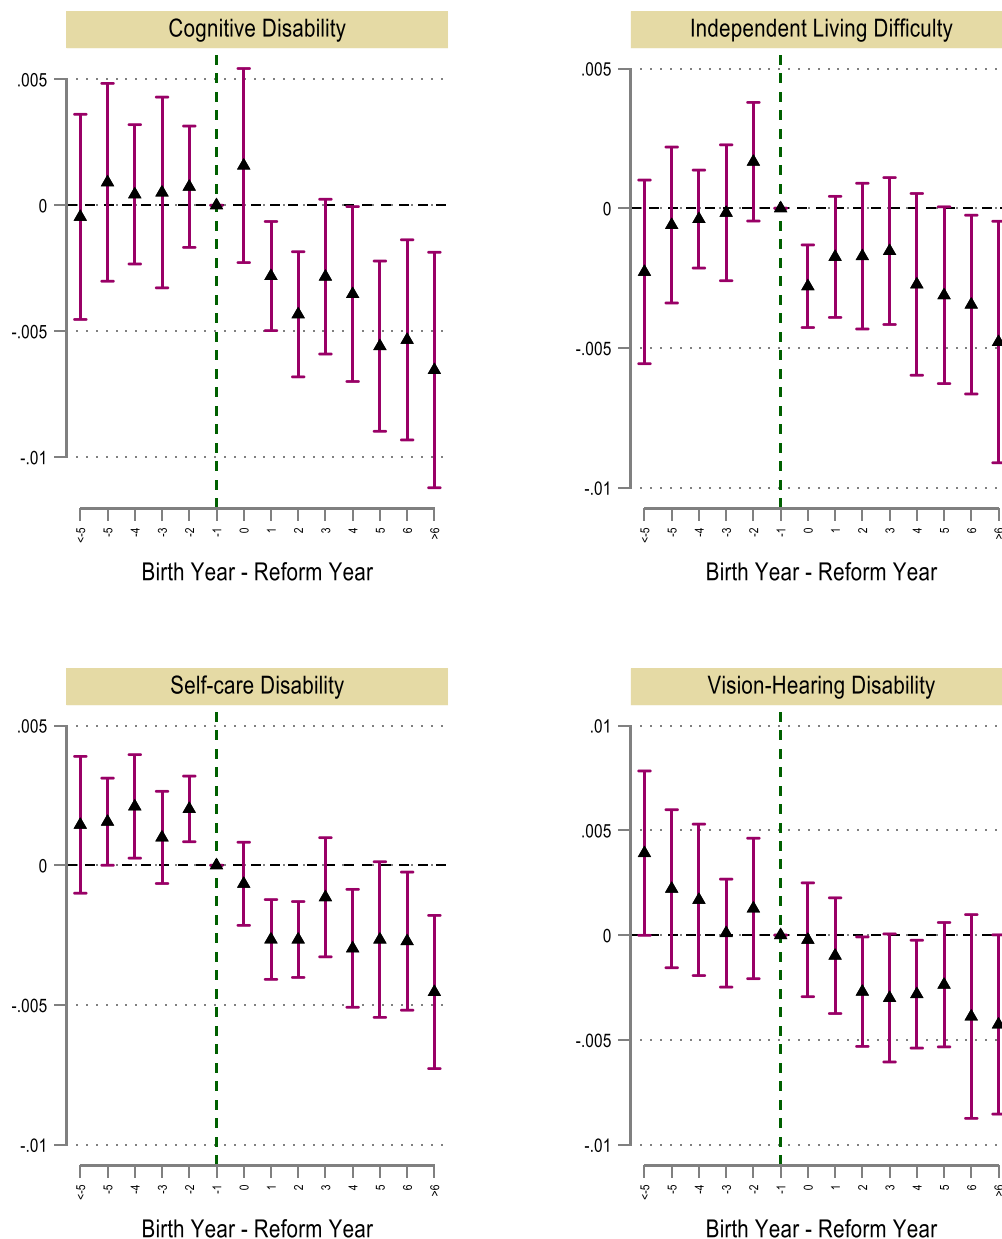 Cognitive Disability
.005
0
-.005
-.01
<-5 -5 -4 -3 -2 -1 0 1 2 3 4 5 6 >6
Birth Year - Reform Year
Independent Living Difficulty
.005
0
-.005
-.01
<-5 -5 -4 -3 -2 -1 0 1 2 3 4 5 6 >6
Birth Year - Reform Year
Self-care Disability
.005
0
-.005
-.01
<-5 -5 -4 -3 -2 -1 0 1 2 3 4 5 6 >6
Birth Year - Reform Year
Vision-Hearing Disability
.01
.005
0
-.005
-.01
<-5 -5 -4 -3 -2 -1 0 1 2 3 4 5 6 >6
Birth Year - Reform Year